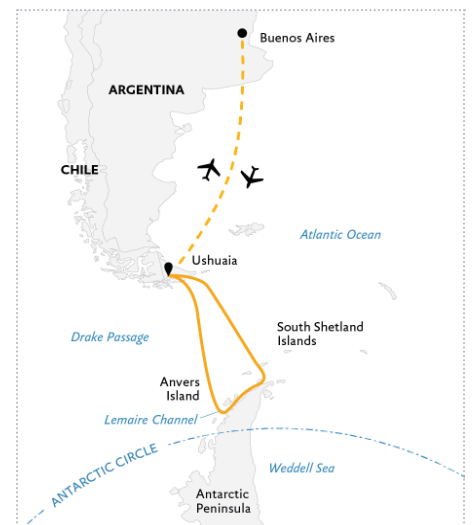 Buenos Aires
ARGENTINA
CHILE
Atlantic Ocean
Ushuaia
Drake Passage
South Shetland
Islands
Anvers
Island
Lemaire Channel
ANTARCTIC CIRCLE
Weddell Sea
Antarctic
Peninsula